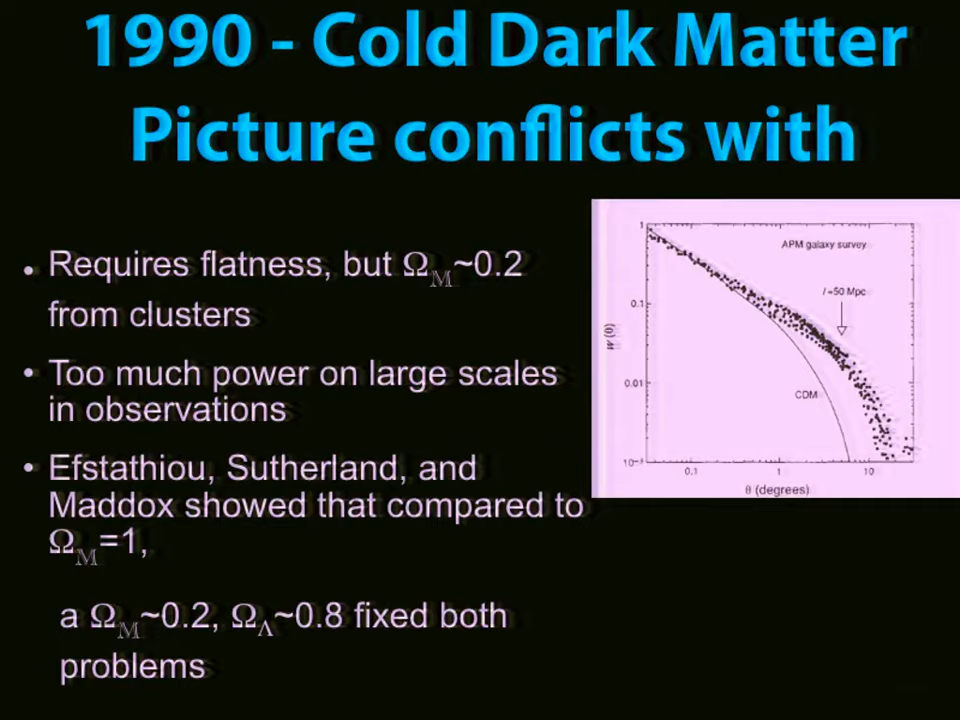 1990 - Cold Dark Matter
Picture conflicts with
• Requires flatness, but ΩM~0.2
from clusters
• Too much power on large scales
in observations
• Efstathiou, Sutherland, and
Maddox showed that compared to
ΩM=1,
a ΩM~0.2, ΩΛ~0.8 fixed both
problems
APM galaxy survey
l =50 Mpc
CDM
w (θ)
1
0.1
0.01
10⁻³
0.1 1 10
θ (degrees)